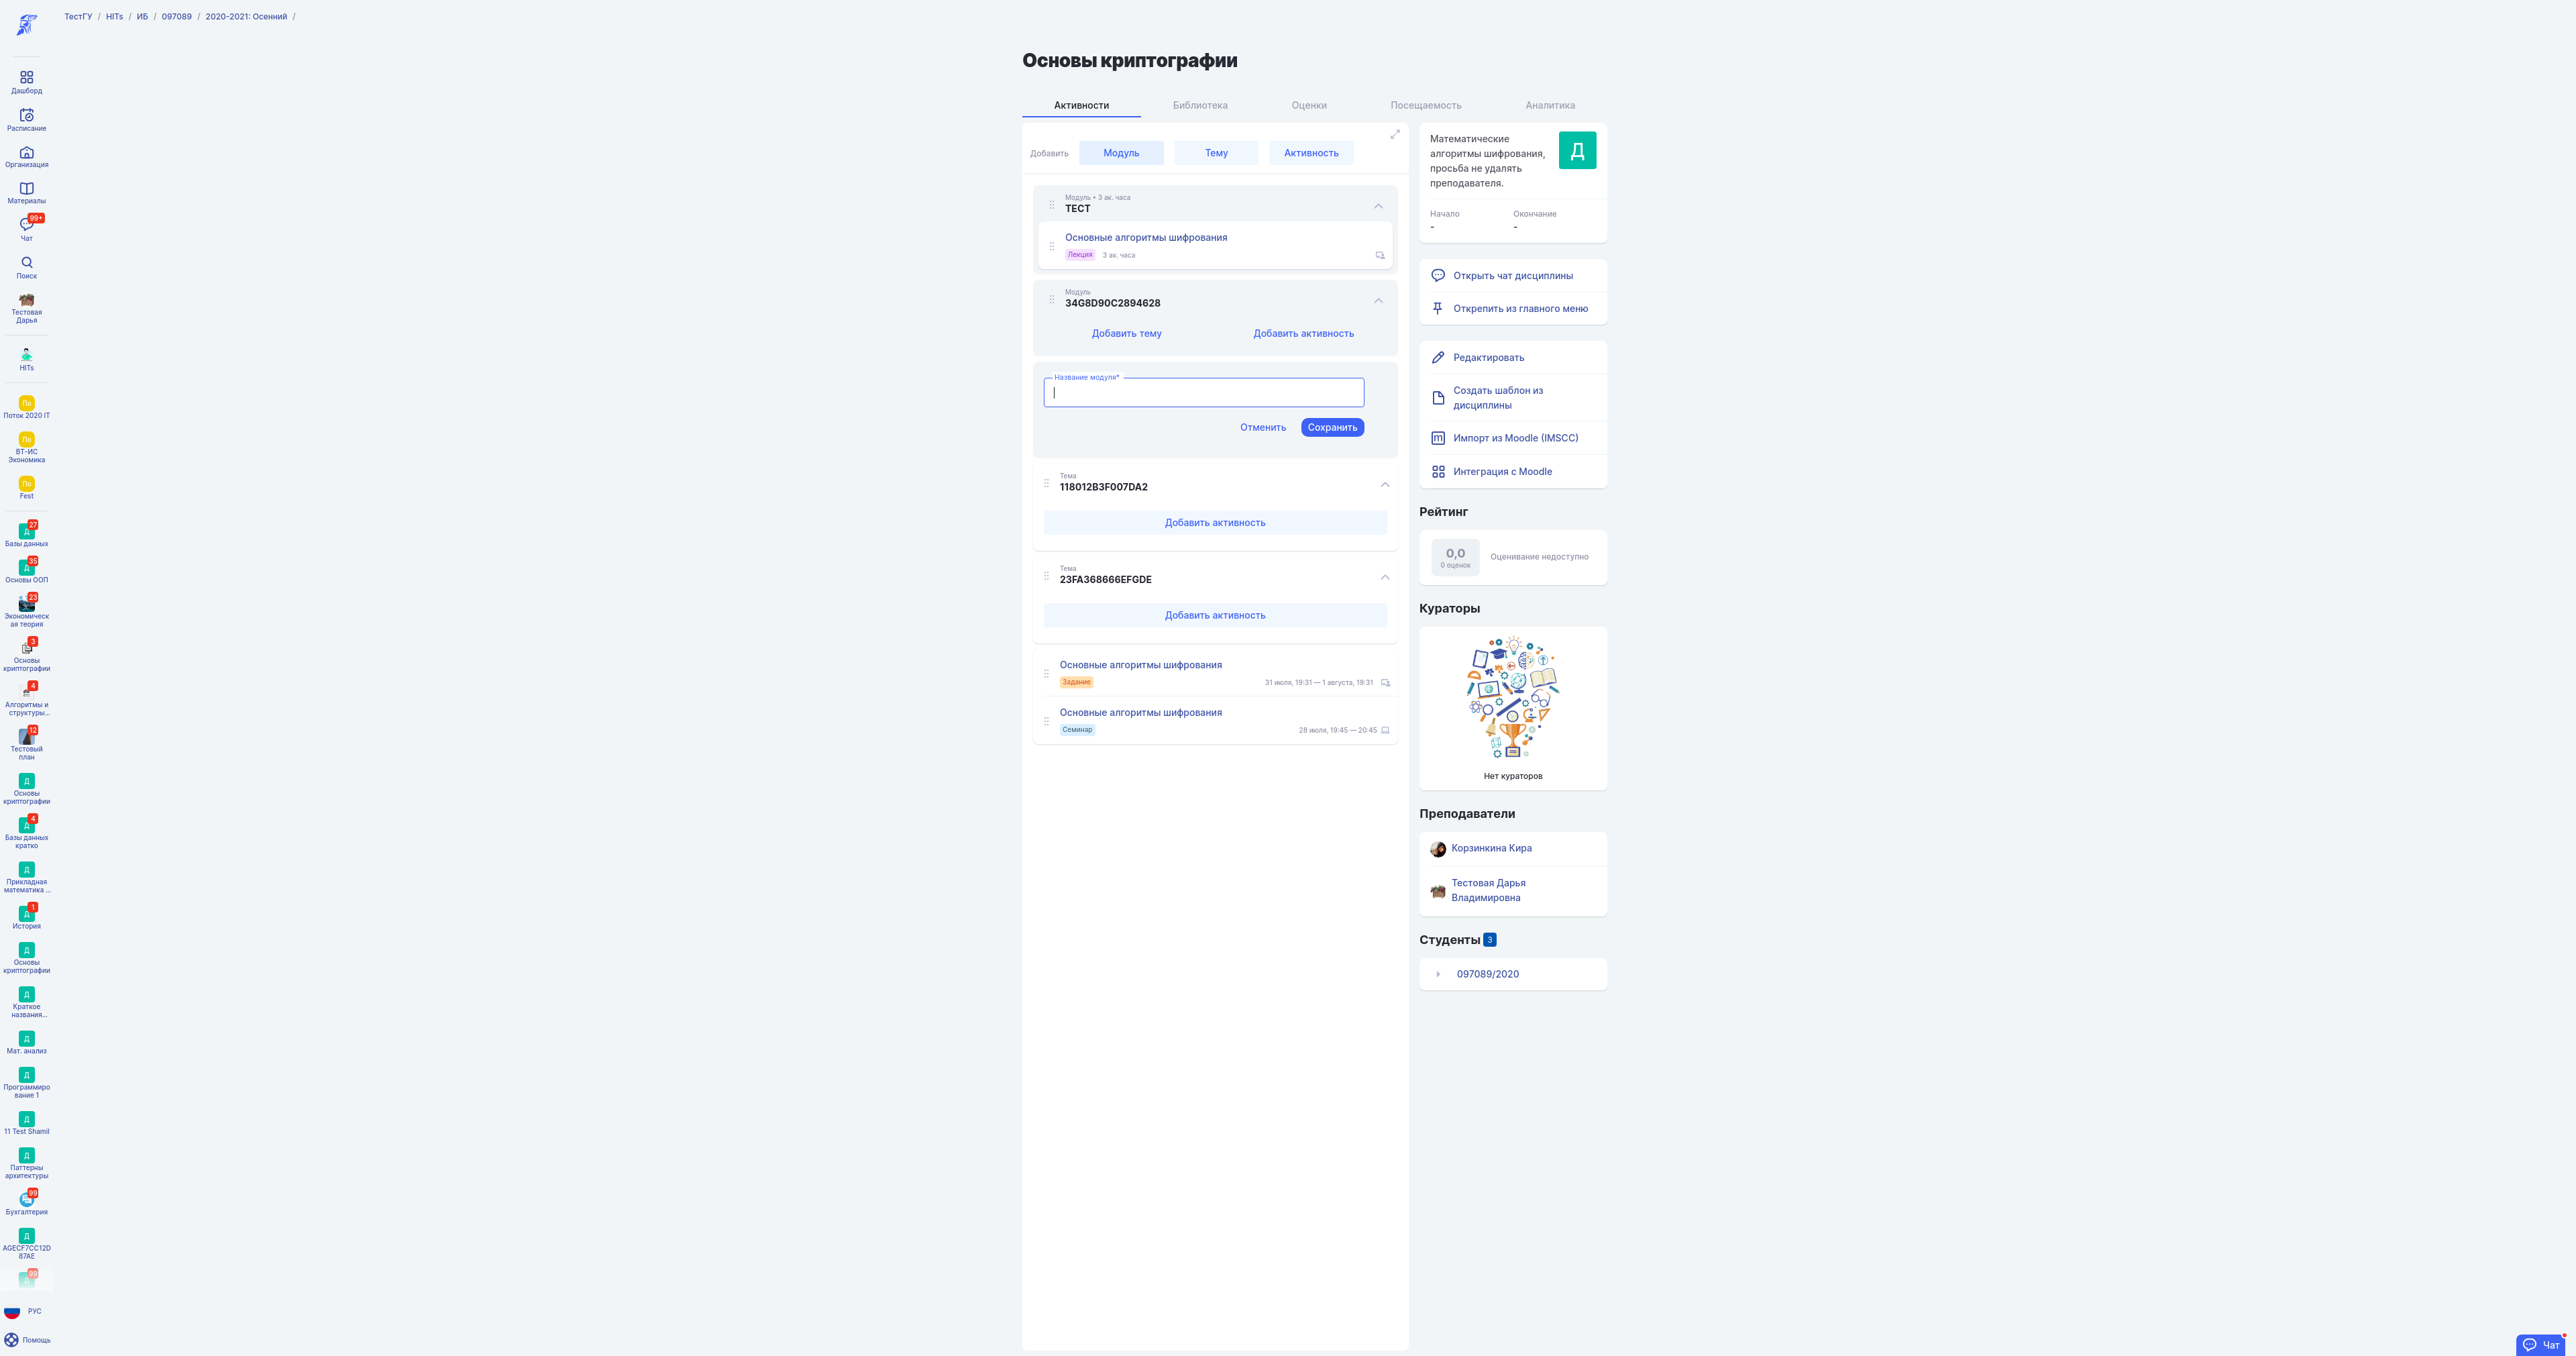 ТестГУ / HITs / ИБ / 097089 / 2020-2021: Осенний /
Дашборд
Расписание
Организация
Материалы
99+
Чат
Поиск
Тестовая
Дарья
HITs
По
Поток 2020 IT
По
ВТ-ИС
Экономика
По
Fest
27
Д
Базы данных
35
Д
Основы ООП
23
Экономическ
ая теория
3
Основы
криптографии
4
Алгоритмы и
структуры...
12
Тестовый
план
Д
Основы
криптографии
4
Д
Базы данных
кратко
Д
Прикладная
математика ...
1
Д
История
Д
Основы
криптографии
Д
Краткое
названия...
Д
Мат. анализ
Д
Программиро
вание 1
Д
11 Test Shamil
Д
Паттерны
архитектуры
99
Бухгалтерия
Д
AGECF7CC12D
87AE
99
Д
РУС
Помощь
Основы криптографии
Активности
Библиотека
Оценки
Посещаемость
Аналитика
Добавить
Модуль
Тему
Активность
Модуль • 3 ак. часа
ТЕСТ
Основные алгоритмы шифрования
Лекция 3 ак. часа
Модуль
34G8D90C2894628
Добавить тему
Добавить активность
Название модуля*
Отменить
Сохранить
Тема
118012B3F007DA2
Добавить активность
Тема
23FA368666EFGDE
Добавить активность
Основные алгоритмы шифрования
Задание 31 июля, 19:31 — 1 августа, 19:31
Основные алгоритмы шифрования
Семинар 28 июля, 19:45 — 20:45
Математические
алгоритмы шифрования,
просьба не удалять
преподавателя.
Д
Начало Окончание
- -
Открыть чат дисциплины
Открепить из главного меню
Редактировать
Создать шаблон из
дисциплины
Импорт из Moodle (IMSCC)
Интеграция с Moodle
Рейтинг
0,0
0 оценок
Оценивание недоступно
Кураторы
Нет кураторов
Преподаватели
Корзинкина Кира
Тестовая Дарья
Владимировна
Студенты 3
097089/2020
Чат